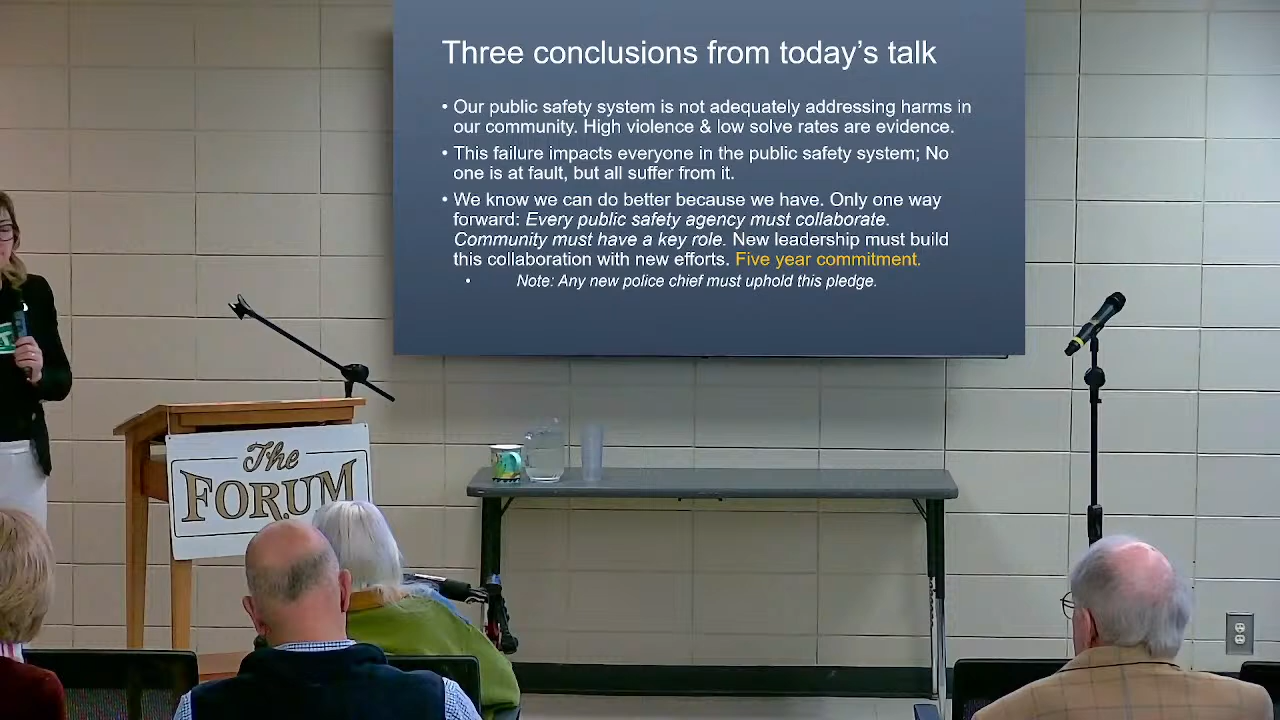 Three conclusions from today's talk
• Our public safety system is not adequately addressing harms in
our community. High violence & low solve rates are evidence.
• This failure impacts everyone in the public safety system; No
one is at fault, but all suffer from it.
• We know we can do better because we have. Only one way
forward: Every public safety agency must collaborate.
Community must have a key role. New leadership must build
this collaboration with new efforts. Five year commitment.
• Note: Any new police chief must uphold this pledge.
The
FORUM